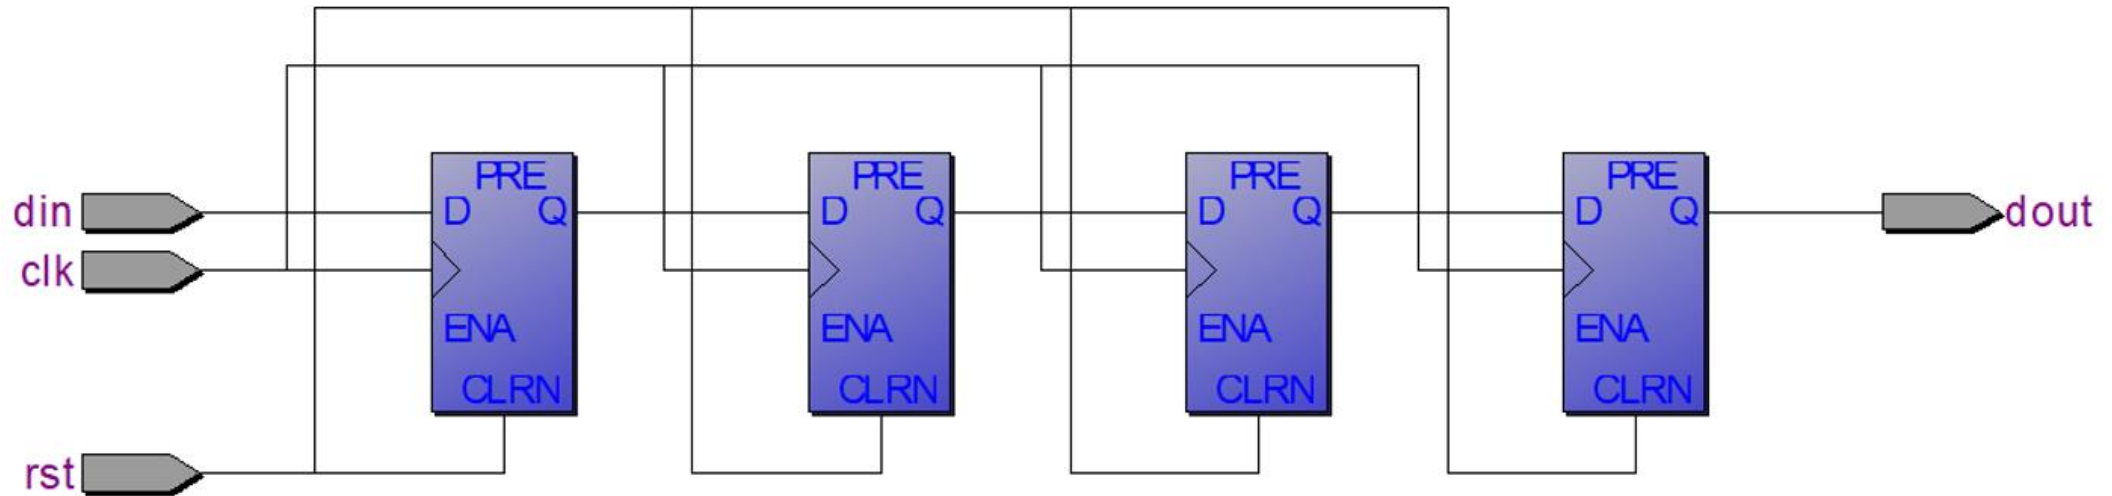 PRE PRE PRE PRE
din D Q D Q D Q D Q dout
clk
ENA ENA ENA ENA
CLRN CLRN CLRN CLRN
rst